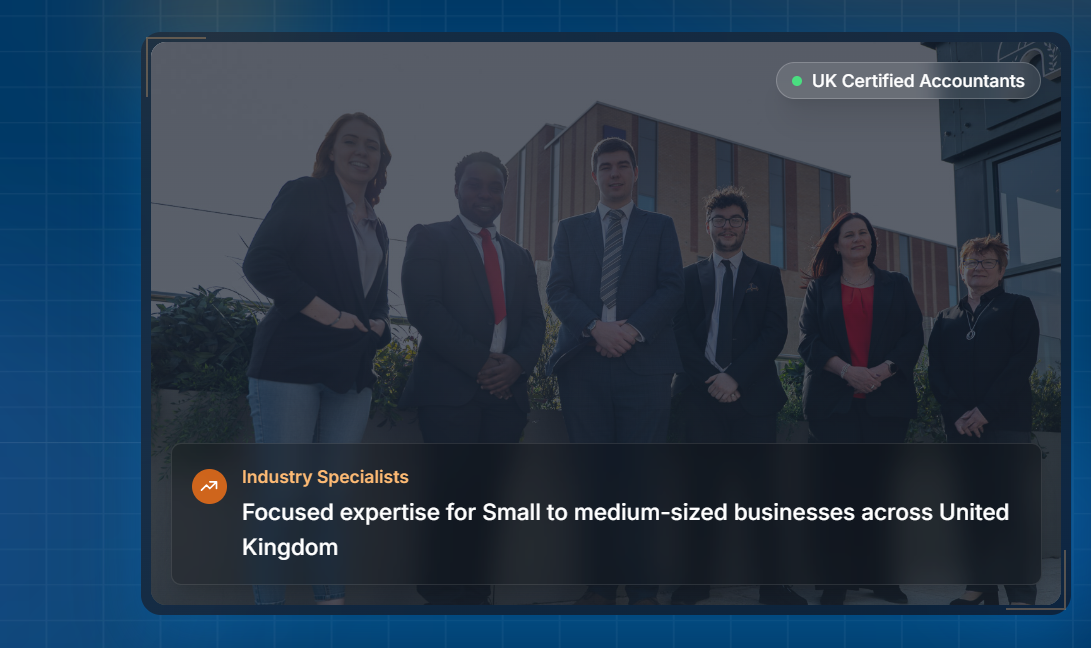 UK Certified Accountants
Industry Specialists
Focused expertise for Small to medium-sized businesses across United
Kingdom